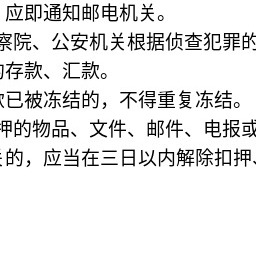 ，应即通知邮电机关。
察院、公安机关根据侦查犯罪的
的存款、汇款。
款已被冻结的，不得重复冻结。
押的物品、文件、邮件、电报或
的，应当在三日以内解除扣押、